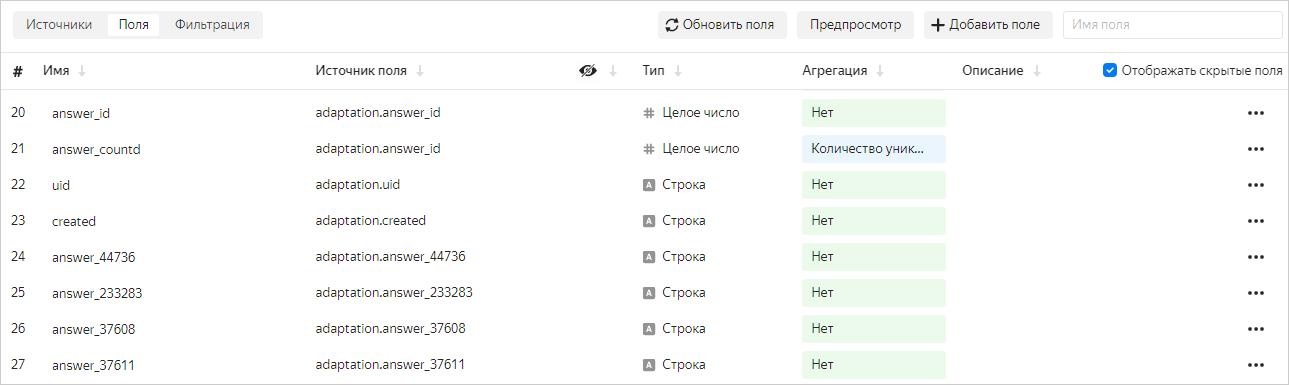 Источники Поля Фильтрация Обновить поля Предпросмотр Добавить поле Имя поля
# Имя Источник поля Тип Агрегация Описание Отображать скрытые поля
20 answer_id adaptation.answer_id Целое число Нет
21 answer_countd adaptation.answer_id Целое число Количество уник...
22 uid adaptation.uid Строка Нет
23 created adaptation.created Строка Нет
24 answer_44736 adaptation.answer_44736 Строка Нет
25 answer_233283 adaptation.answer_233283 Строка Нет
26 answer_37608 adaptation.answer_37608 Строка Нет
27 answer_37611 adaptation.answer_37611 Строка Нет